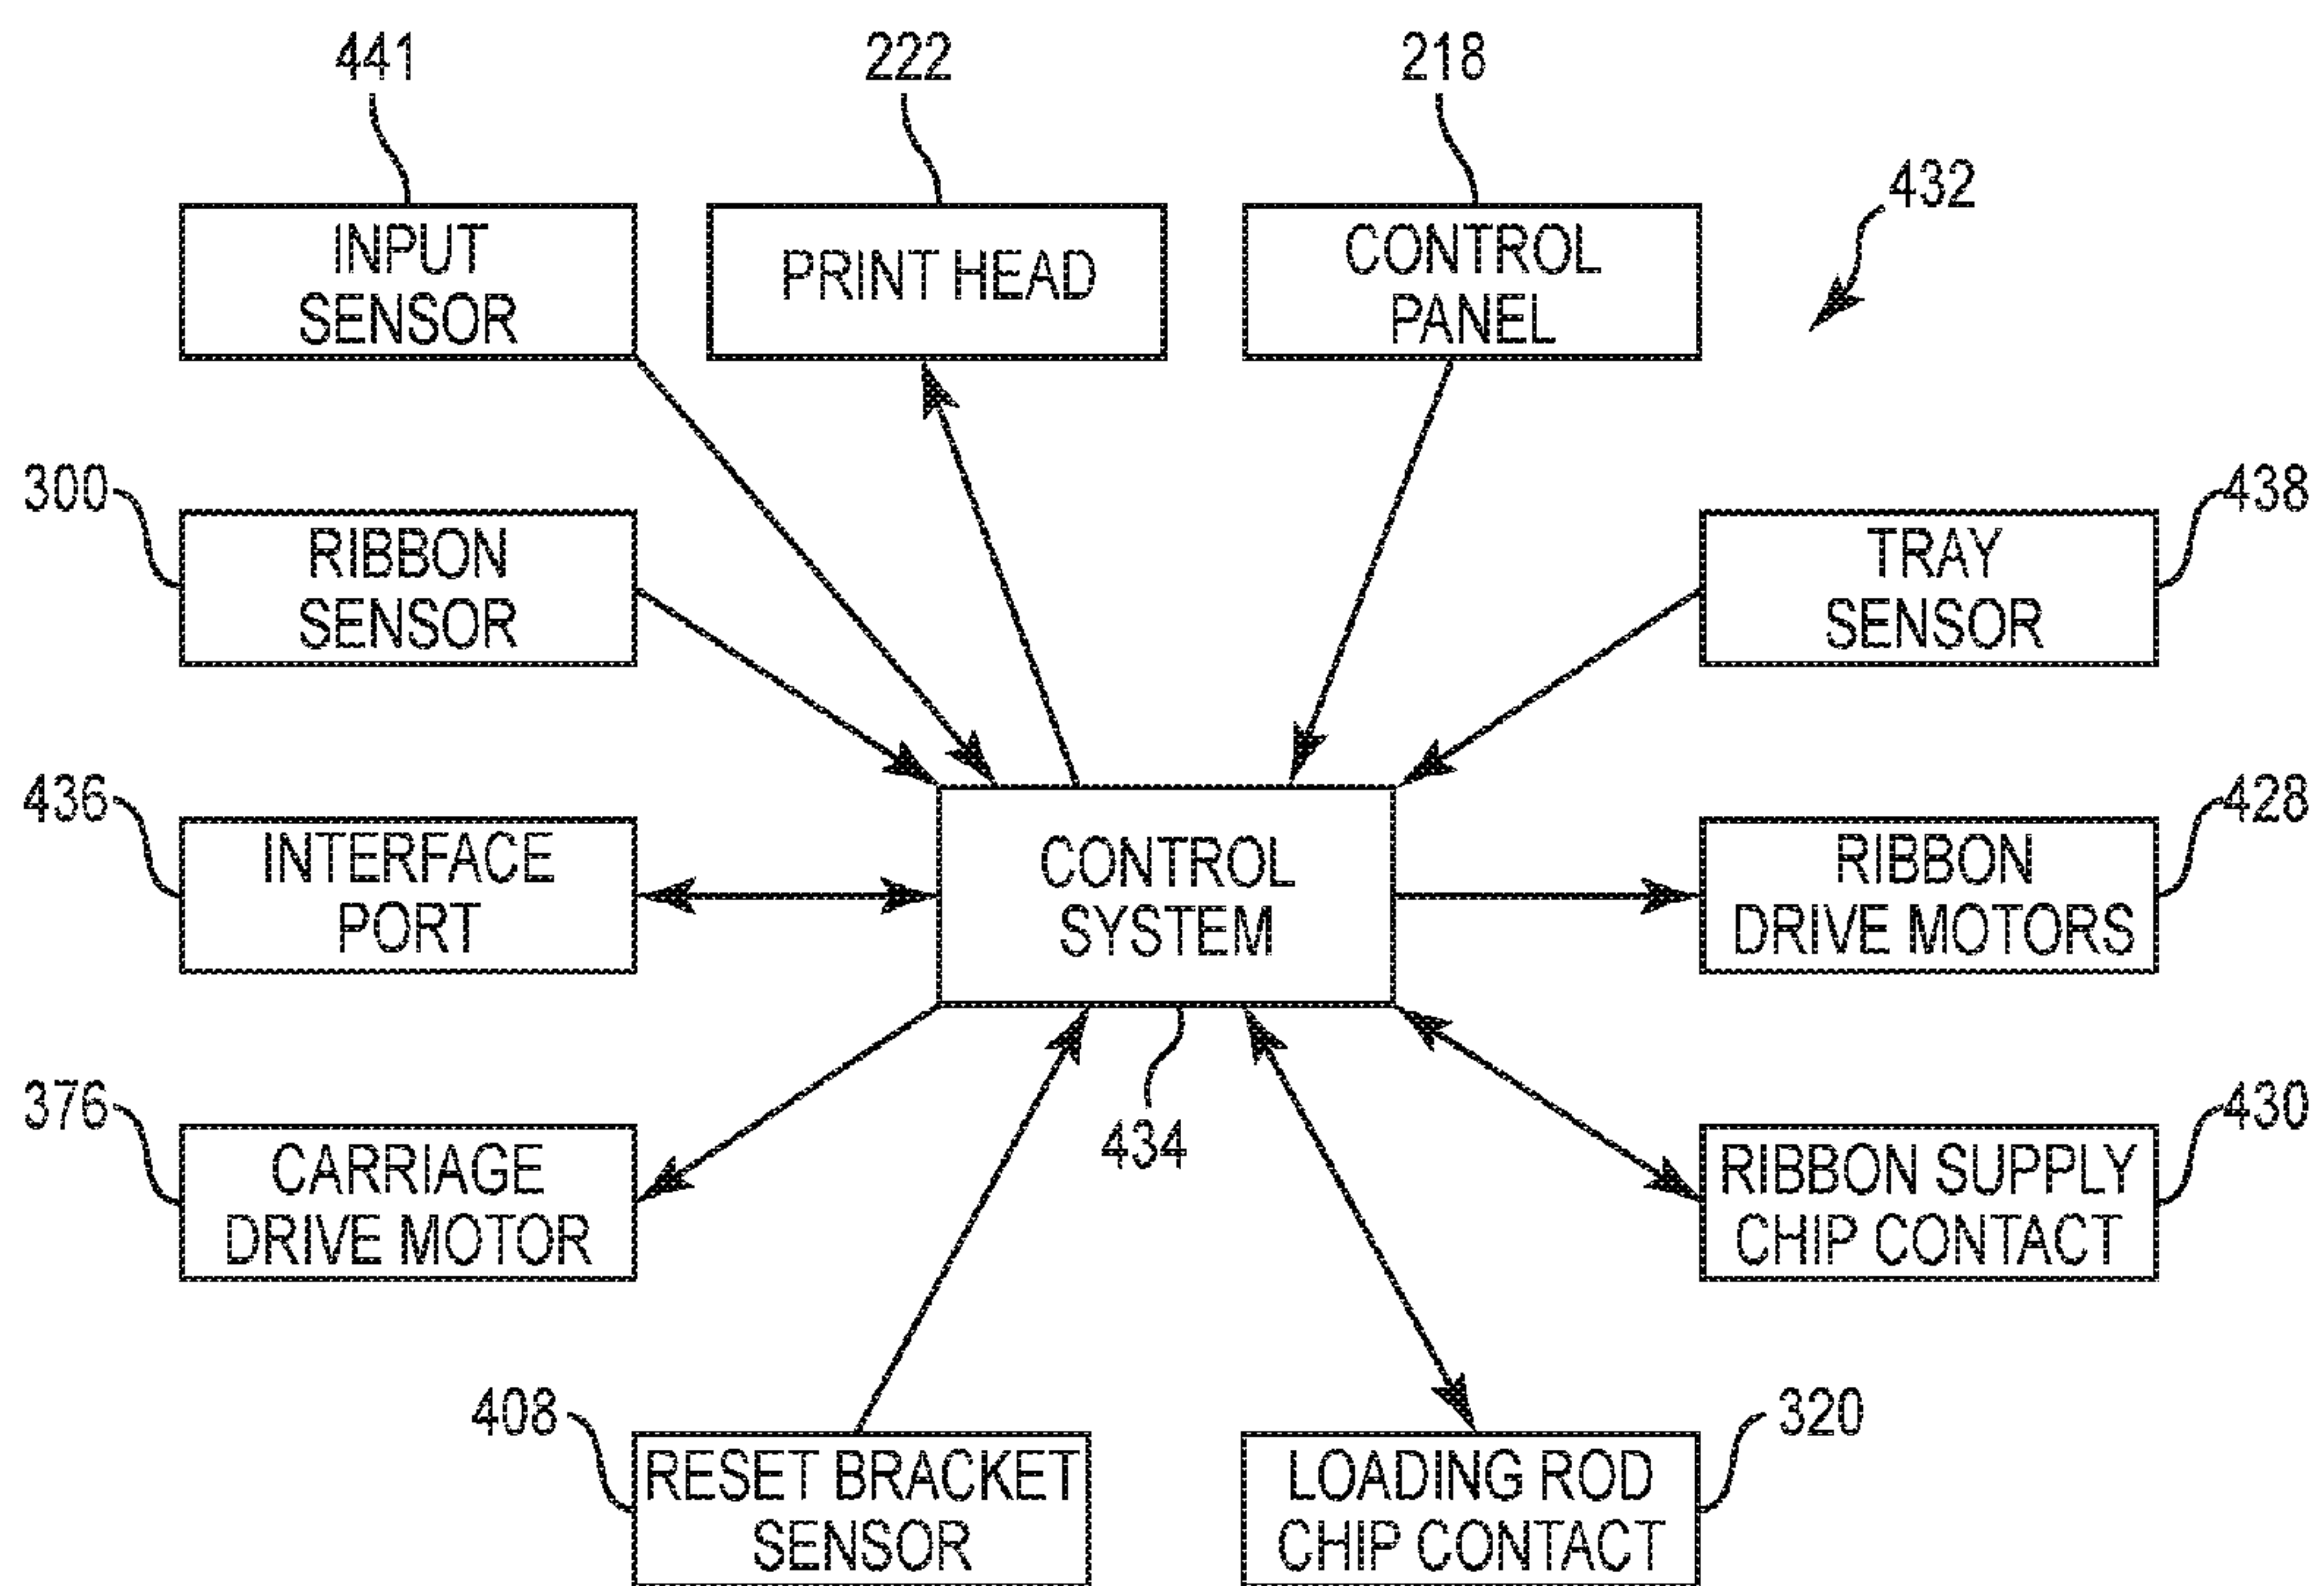 441
222
218
432
INPUT
SENSOR
PRINT HEAD
CONTROL
PANEL
300
RIBBON
SENSOR
TRAY
SENSOR
438
436
INTERFACE
PORT
CONTROL
SYSTEM
RIBBON
DRIVE MOTORS
428
376
CARRIAGE
DRIVE MOTOR
434
RIBBON SUPPLY
CHIP CONTACT
430
408
RESET BRACKET
SENSOR
LOADING ROD
CHIP CONTACT
320